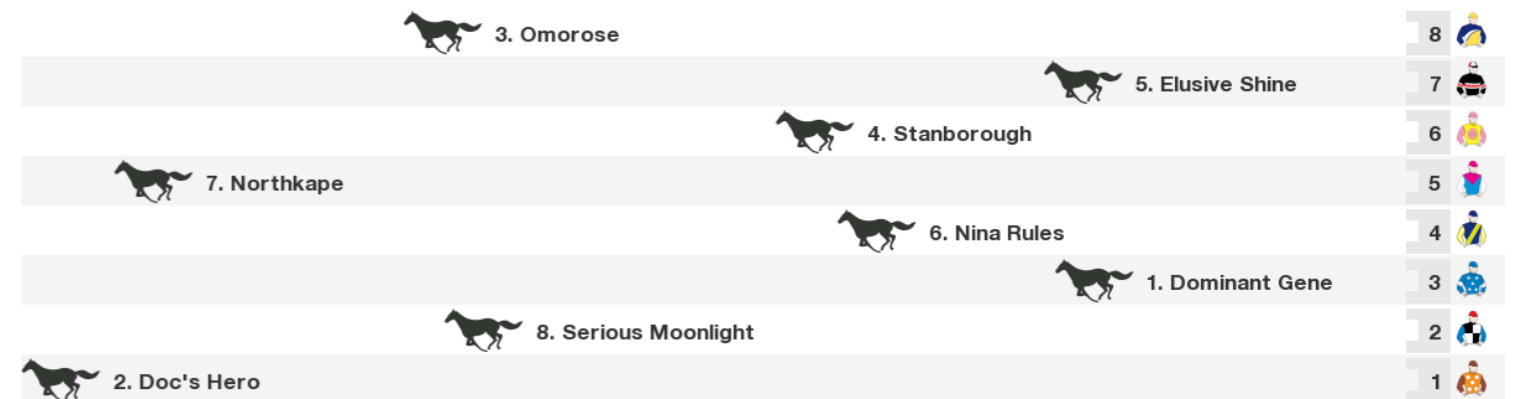 3. Omorose 8
5. Elusive Shine 7
4. Stanborough 6
7. Northkape 5
6. Nina Rules 4
1. Dominant Gene 3
8. Serious Moonlight 2
2. Doc's Hero 1